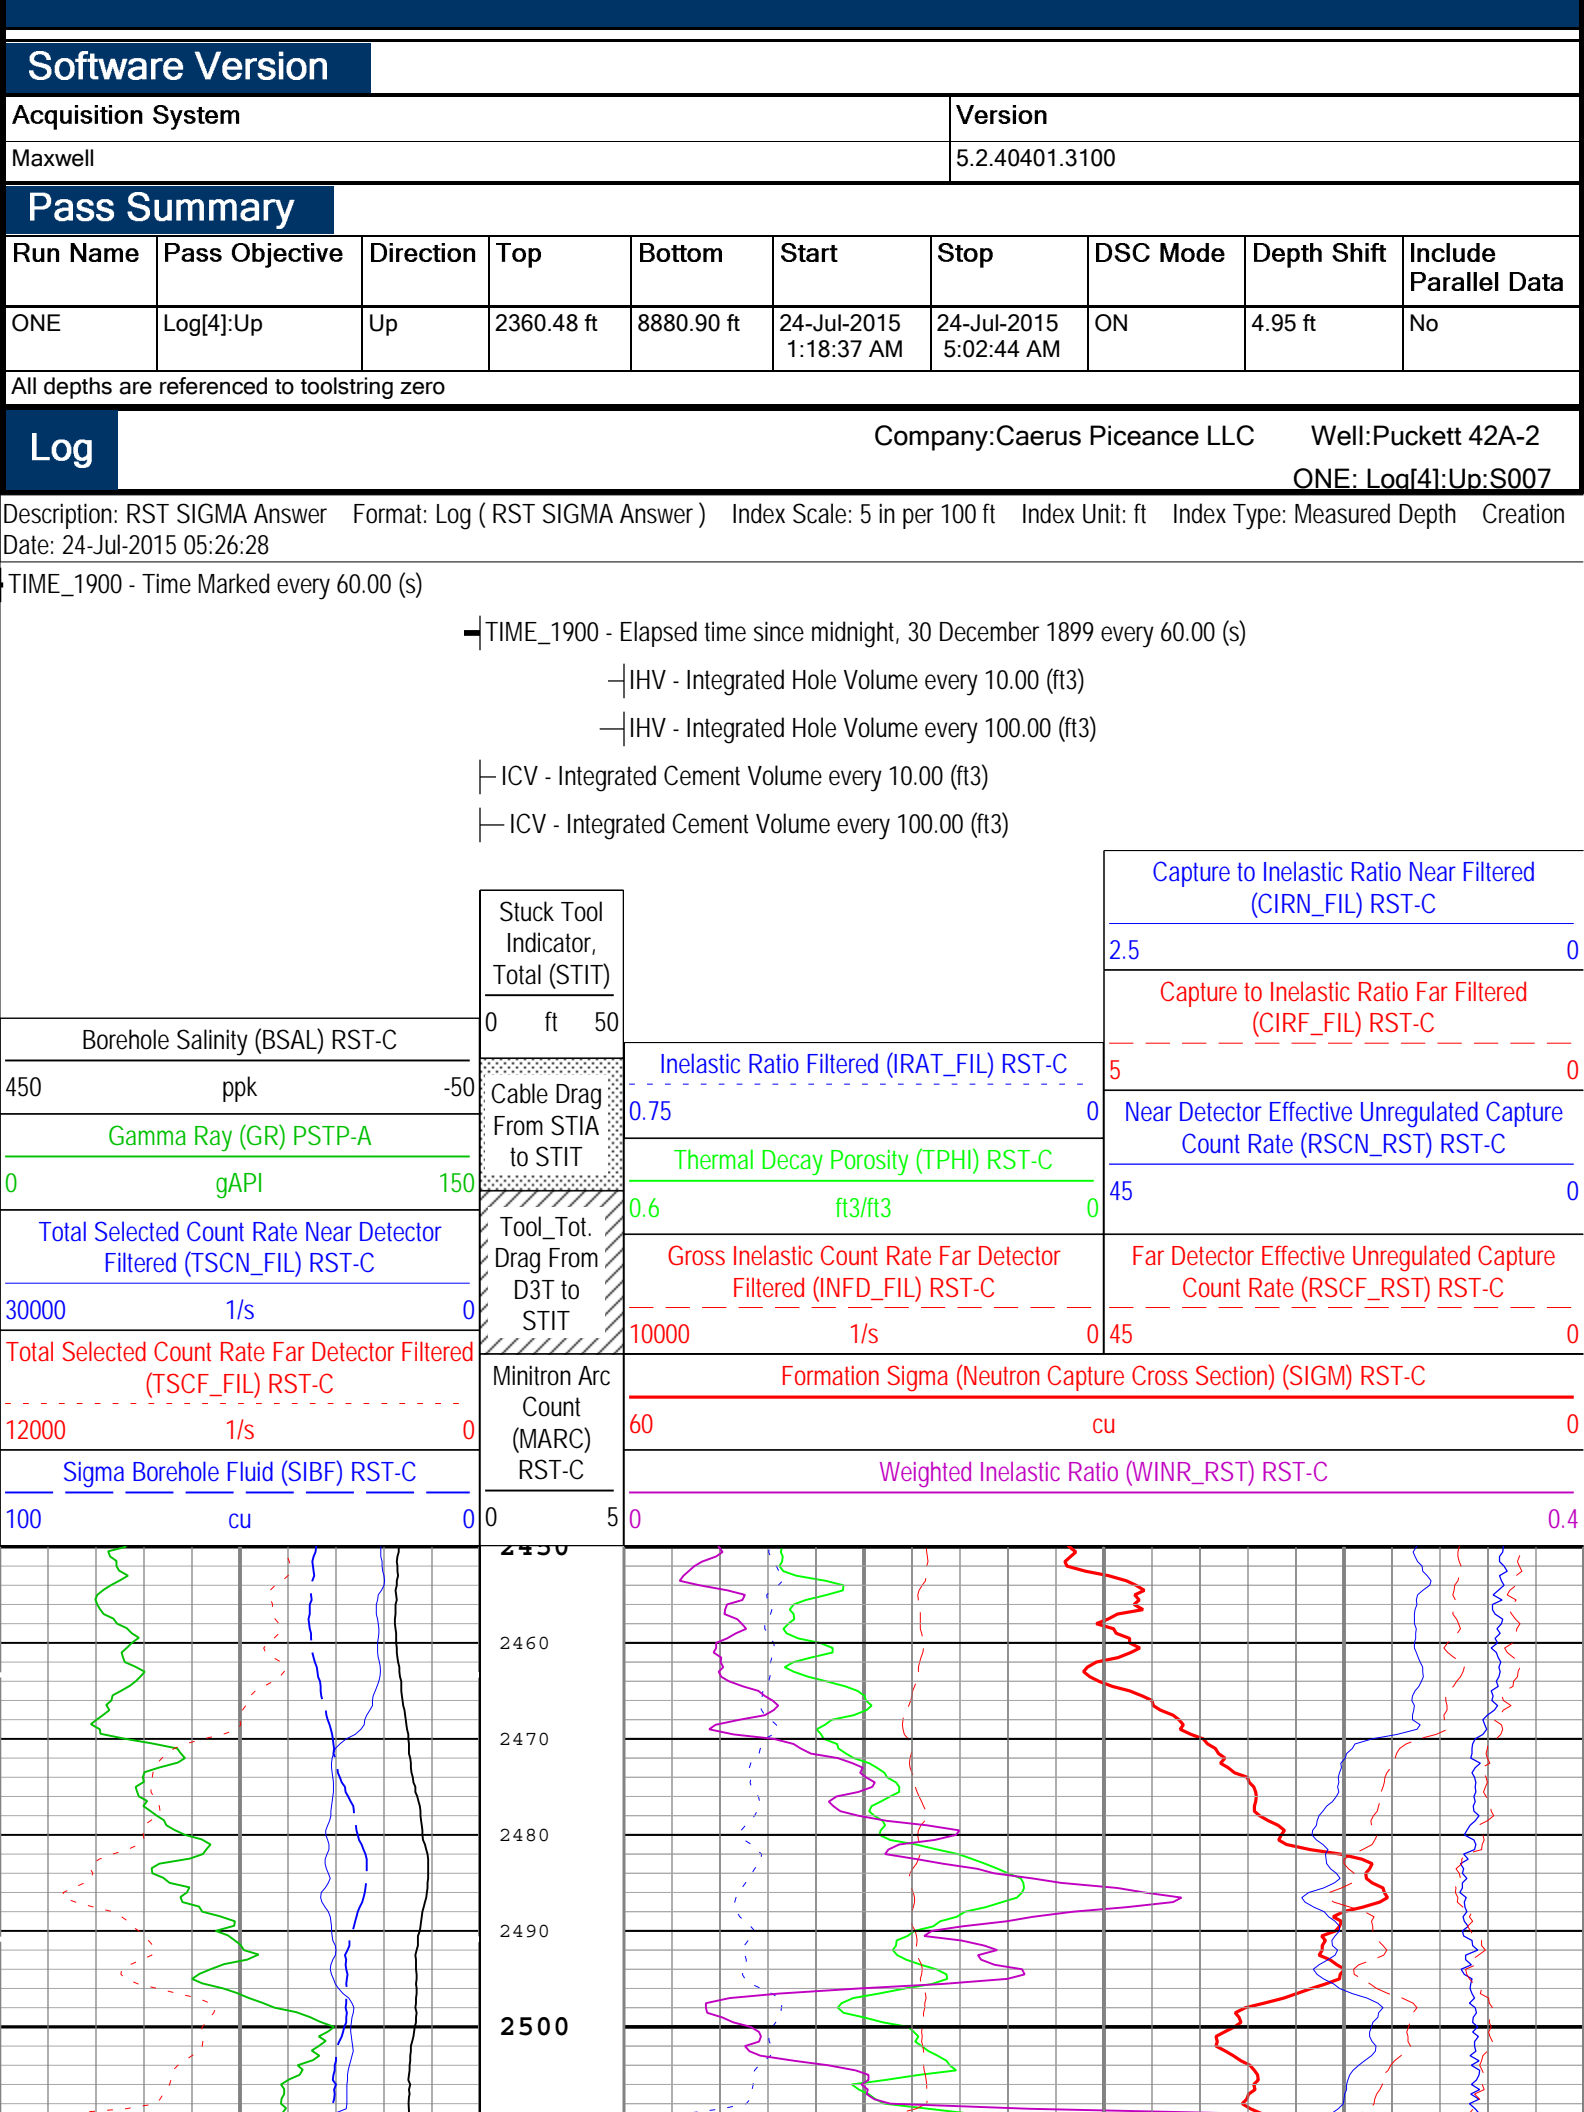 Software Version
Acquisition System Version
Maxwell 5.2.40401.3100
Pass Summary
Run Name Pass Objective Direction Top Bottom Start Stop DSC Mode Depth Shift Include Parallel Data
ONE Log[4]:Up Up 2360.48 ft 8880.90 ft 24-Jul-2015 1:18:37 AM 24-Jul-2015 5:02:44 AM ON 4.95 ft No
All depths are referenced to toolstring zero
Log
Company:Caerus Piceance LLC Well:Puckett 42A-2
ONE: Log[4]:Up:S007
Description: RST SIGMA Answer Format: Log ( RST SIGMA Answer ) Index Scale: 5 in per 100 ft Index Unit: ft Index Type: Measured Depth Creation
Date: 24-Jul-2015 05:26:28
TIME_1900 - Time Marked every 60.00 (s)
TIME_1900 - Elapsed time since midnight, 30 December 1899 every 60.00 (s)
IHV - Integrated Hole Volume every 10.00 (ft3)
IHV - Integrated Hole Volume every 100.00 (ft3)
ICV - Integrated Cement Volume every 10.00 (ft3)
ICV - Integrated Cement Volume every 100.00 (ft3)
Borehole Salinity (BSAL) RST-C
450 ppk -50
Gamma Ray (GR) PSTP-A
0 gAPI 150
Total Selected Count Rate Near Detector
Filtered (TSCN_FIL) RST-C
30000 1/s 0
Total Selected Count Rate Far Detector Filtered
(TSCF_FIL) RST-C
12000 1/s 0
Sigma Borehole Fluid (SIBF) RST-C
100 cu 0
Stuck Tool
Indicator,
Total (STIT)
0 ft 50
Cable Drag
From STIA
to STIT
Tool_Tot.
Drag From
D3T to
STIT
Minitron Arc
Count
(MARC)
RST-C
0 5
Inelastic Ratio Filtered (IRAT_FIL) RST-C
0.75 0
Thermal Decay Porosity (TPHI) RST-C
0.6 ft3/ft3 0
Gross Inelastic Count Rate Far Detector
Filtered (INFD_FIL) RST-C
10000 1/s 0
Capture to Inelastic Ratio Near Filtered
(CIRN_FIL) RST-C
2.5 0
Capture to Inelastic Ratio Far Filtered
(CIRF_FIL) RST-C
5 0
Near Detector Effective Unregulated Capture
Count Rate (RSCN_RST) RST-C
45 0
Far Detector Effective Unregulated Capture
Count Rate (RSCF_RST) RST-C
45 0
Formation Sigma (Neutron Capture Cross Section) (SIGM) RST-C
60 cu 0
Weighted Inelastic Ratio (WINR_RST) RST-C
0 0.4
2450
2460
2470
2480
2490
2500